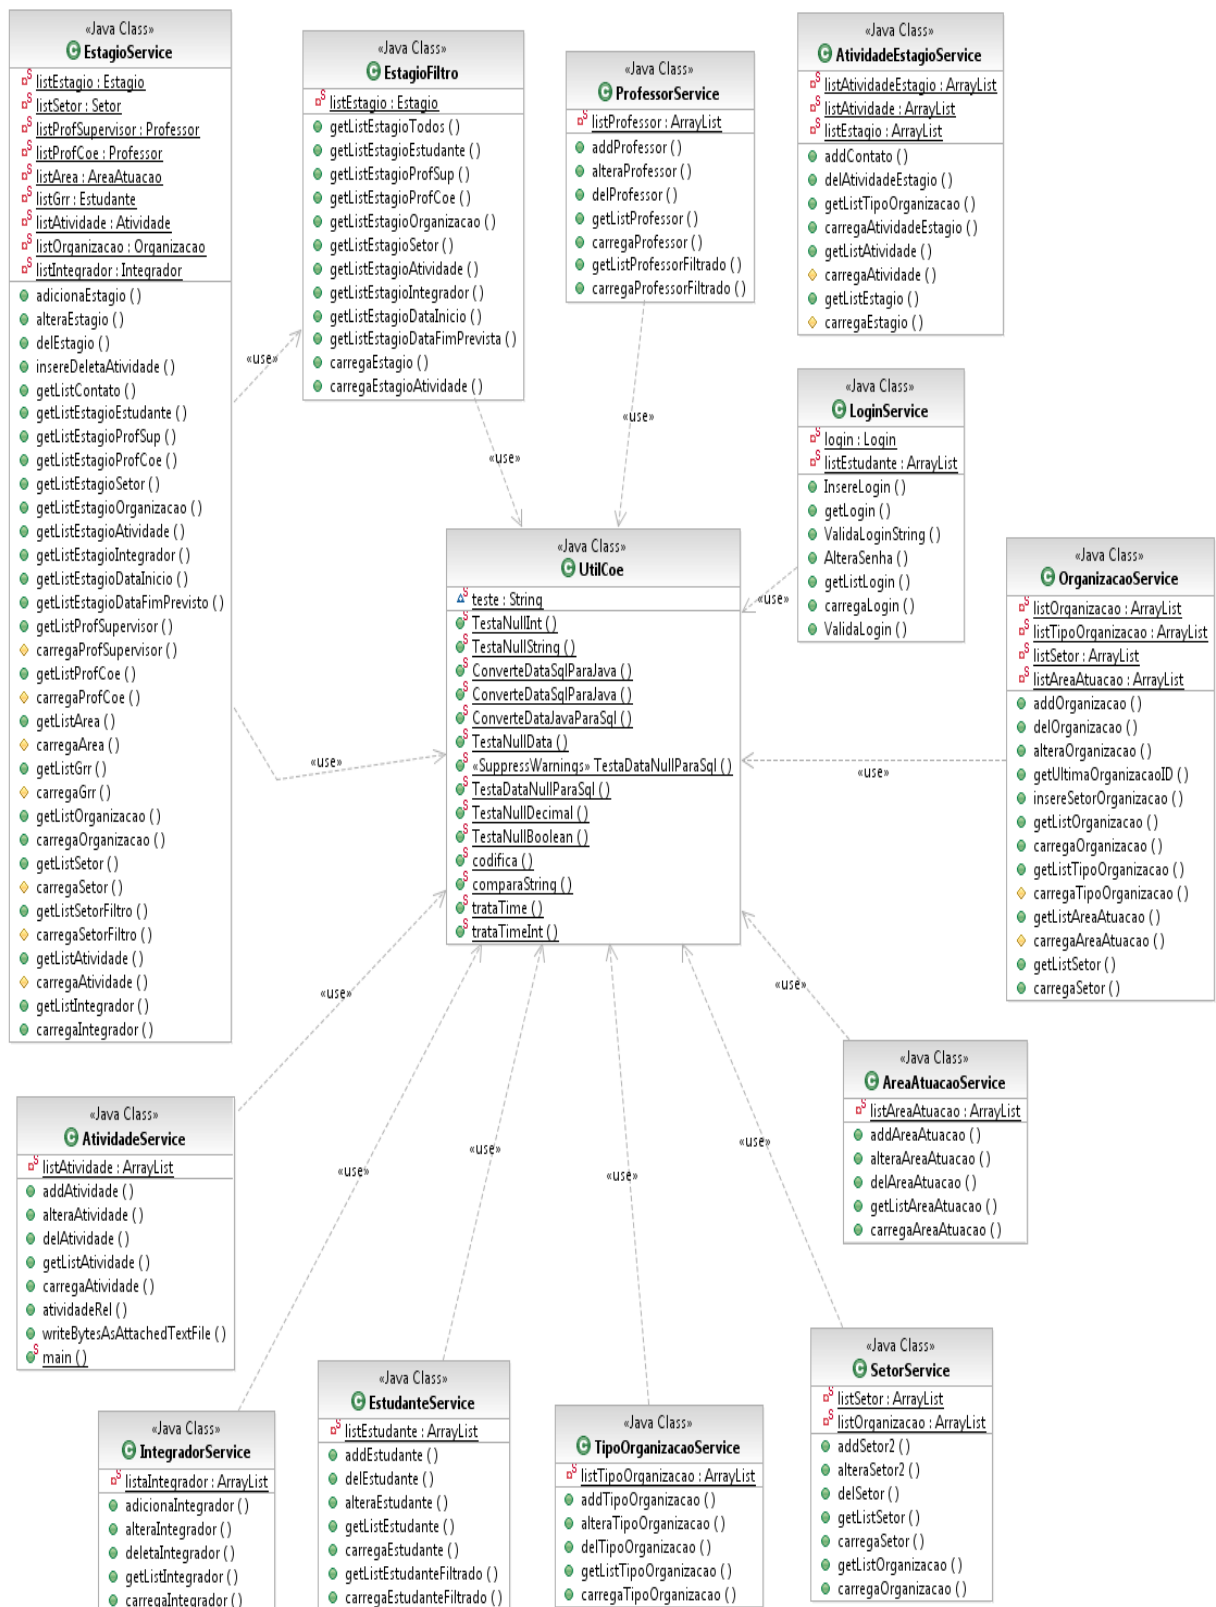 «Java Class»
EstagioService
listEstagio : Estagio
listSetor : Setor
listProfSupervisor : Professor
listProfCoe : Professor
listArea : AreaAtuacao
listGrr : Estudante
listAtividade : Atividade
listOrganizacao : Organizacao
listIntegrador : Integrador
adicionaEstagio ( )
alteraEstagio ( )
delEstagio ( )
insereDeletaAtividade ( )
getListContato ( )
getListEstagioEstudante ( )
getListEstagioProfSup ( )
getListEstagioProfCoe ( )
getListEstagioSetor ( )
getListEstagioOrganizacao ( )
getListEstagioAtividade ( )
getListEstagioIntegrador ( )
getListEstagioDataInicio ( )
getListEstagioDataFimPrevisto ( )
getListProfSupervisor ( )
carregaProfSupervisor ( )
getListProfCoe ( )
carregaProfCoe ( )
getListArea ( )
carregaArea ( )
getListGrr ( )
carregaGrr ( )
getListOrganizacao ( )
carregaOrganizacao ( )
getListSetor ( )
carregaSetor ( )
getListSetorFiltro ( )
carregaSetorFiltro ( )
getListAtividade ( )
carregaAtividade ( )
getListIntegrador ( )
carregaIntegrador ( )
«use»
«use»
«Java Class»
EstagioFiltro
listEstagio : Estagio
getListEstagioTodos ( )
getListEstagioEstudante ( )
getListEstagioProfSup ( )
getListEstagioProfCoe ( )
getListEstagioOrganizacao ( )
getListEstagioSetor ( )
getListEstagioAtividade ( )
getListEstagioIntegrador ( )
getListEstagioDataInicio ( )
getListEstagioDataFimPrevista ( )
carregaEstagio ( )
carregaEstagioAtividade ( )
«use»
«Java Class»
ProfessorService
listProfessor : ArrayList
addProfessor ( )
alteraProfessor ( )
delProfessor ( )
getListProfessor ( )
carregaProfessor ( )
getListProfessorFiltrado ( )
carregaProfessorFiltrado ( )
«use»
«Java Class»
AtividadeEstagioService
listAtividadeEstagio : ArrayList
listAtividade : ArrayList
listEstagio : ArrayList
addContato ( )
delAtividadeEstagio ( )
getListTipoOrganizacao ( )
carregaAtividadeEstagio ( )
getListAtividade ( )
carregaAtividade ( )
getListEstagio ( )
carregaEstagio ( )
«Java Class»
LoginService
login : Login
listEstudante : ArrayList
InsereLogin ( )
getLogin ( )
ValidaLoginString ( )
AlteraSenha ( )
getListLogin ( )
carregaLogin ( )
ValidaLogin ( )
«use»
«Java Class»
UtilCoe
teste : String
TestaNullInt ( )
TestaNullString ( )
ConverteDataSqlParaJava ( )
ConverteDataSqlParaJava ( )
ConverteDataJavaParaSql ( )
TestaNullData ( )
«SuppressWarnings» TestaDataNullParaSql ( )
TestaDataNullParaSql ( )
TestaNullDecimal ( )
TestaNullBoolean ( )
codifica ( )
comparaString ( )
trataTime ( )
trataTimeInt ( )
«Java Class»
OrganizacaoService
listOrganizacao : ArrayList
listTipoOrganizacao : ArrayList
listSetor : ArrayList
listAreaAtuacao : ArrayList
addOrganizacao ( )
delOrganizacao ( )
alteraOrganizacao ( )
getUltimaOrganizacaoID ( )
insereSetorOrganizacao ( )
getListOrganizacao ( )
carregaOrganizacao ( )
getListTipoOrganizacao ( )
carregaTipoOrganizacao ( )
getListAreaAtuacao ( )
carregaAreaAtuacao ( )
getListSetor ( )
carregaSetor ( )
«use»
«use»
«use»
«Java Class»
AreaAtuacaoService
listAreaAtuacao : ArrayList
addAreaAtuacao ( )
alteraAreaAtuacao ( )
delAreaAtuacao ( )
getListAreaAtuacao ( )
carregaAreaAtuacao ( )
«Java Class»
AtividadeService
listAtividade : ArrayList
addAtividade ( )
alteraAtividade ( )
delAtividade ( )
getListAtividade ( )
carregaAtividade ( )
atividadeRel ( )
writeBytesAsAttachedTextFile ( )
main ( )
«use»
«use»
«use»
«use»
«Java Class»
IntegradorService
listaIntegrador : ArrayList
adicionaIntegrador ( )
alteraIntegrador ( )
deletaIntegrador ( )
getListIntegrador ( )
carregaIntegrador ( )
«Java Class»
EstudanteService
listEstudante : ArrayList
addEstudante ( )
delEstudante ( )
alteraEstudante ( )
getListEstudante ( )
carregaEstudante ( )
getListEstudanteFiltrado ( )
carregaEstudanteFiltrado ( )
«Java Class»
TipoOrganizacaoService
listTipoOrganizacao : ArrayList
addTipoOrganizacao ( )
alteraTipoOrganizacao ( )
delTipoOrganizacao ( )
getListTipoOrganizacao ( )
carregaTipoOrganizacao ( )
«Java Class»
SetorService
listSetor : ArrayList
listOrganizacao : ArrayList
addSetor2 ( )
alteraSetor2 ( )
delSetor ( )
getListSetor ( )
carregaSetor ( )
getListOrganizacao ( )
carregaOrganizacao ( )